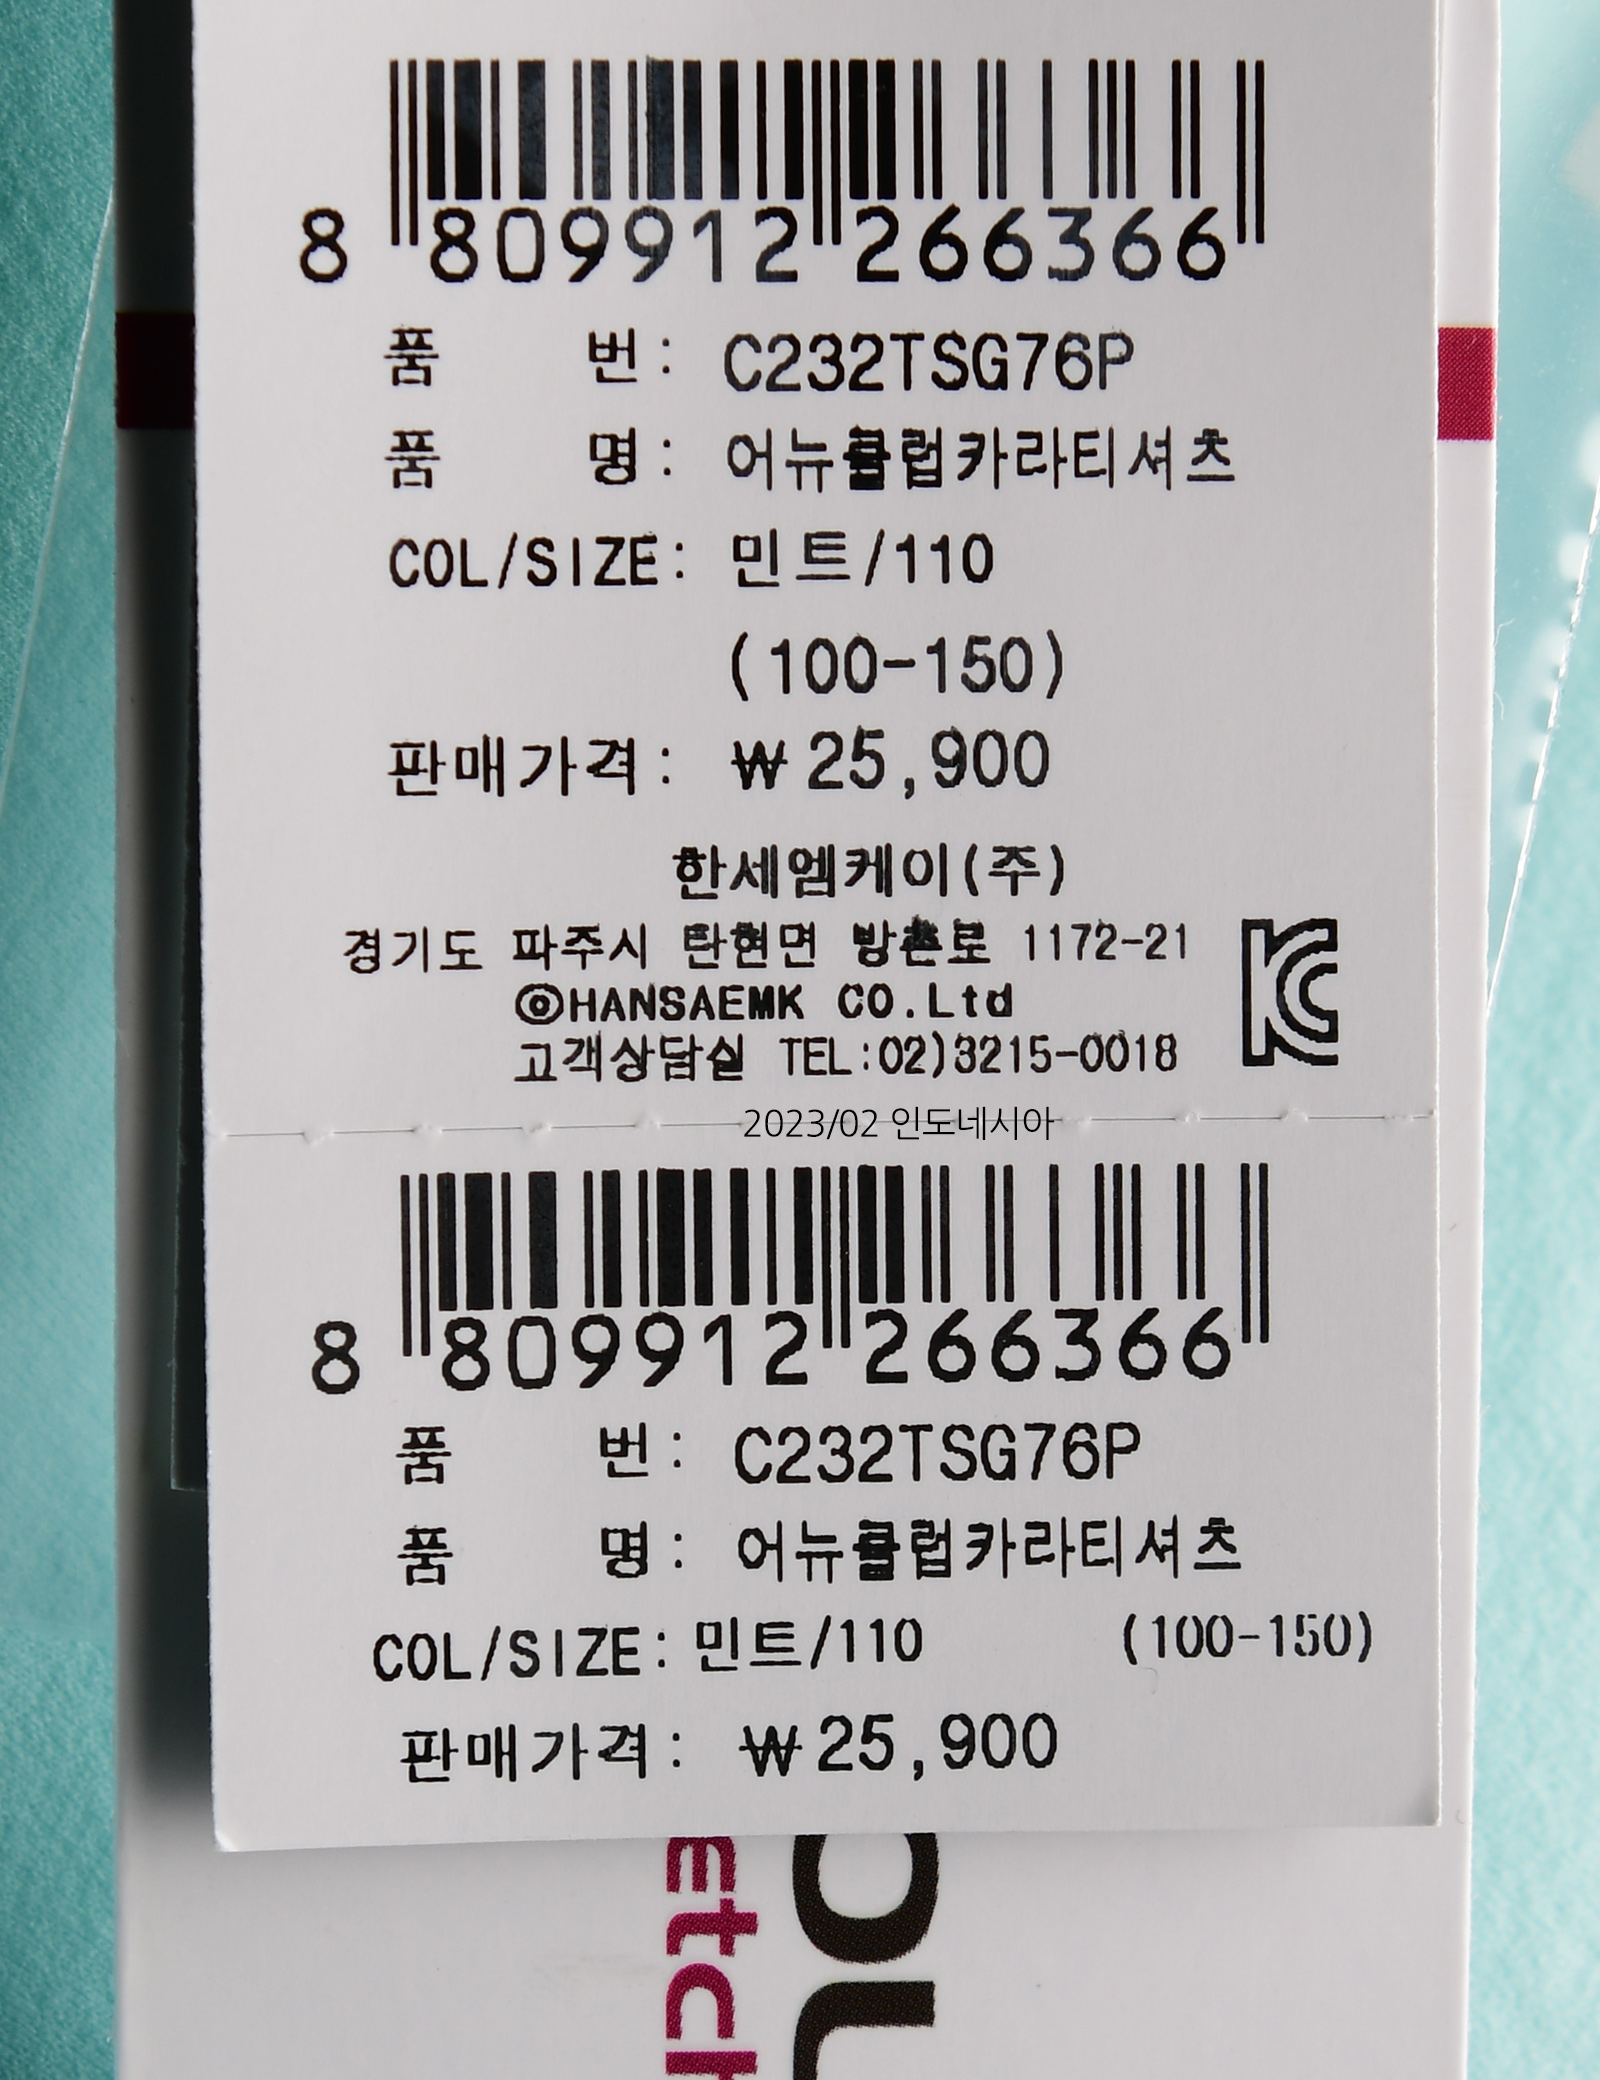 8 809912 266366
품 번: C232TSG76P
품 명: 어뉴클럽카라티셔츠
COL/SIZE: 민트/110
(100-150)
판매가격: ₩25,900
한세엠케이(주)
경기도 파주시 탄현면 방촌로 1172-21
©HANSAEMK CO.Ltd
고객상담실 TEL:02)3215-0018
KC
2023/02 인도네시아
8 809912 266366
품 번: C232TSG76P
품 명: 어뉴클럽카라티셔츠
COL/SIZE: 민트/110 (100-150)
판매가격: ₩25,900